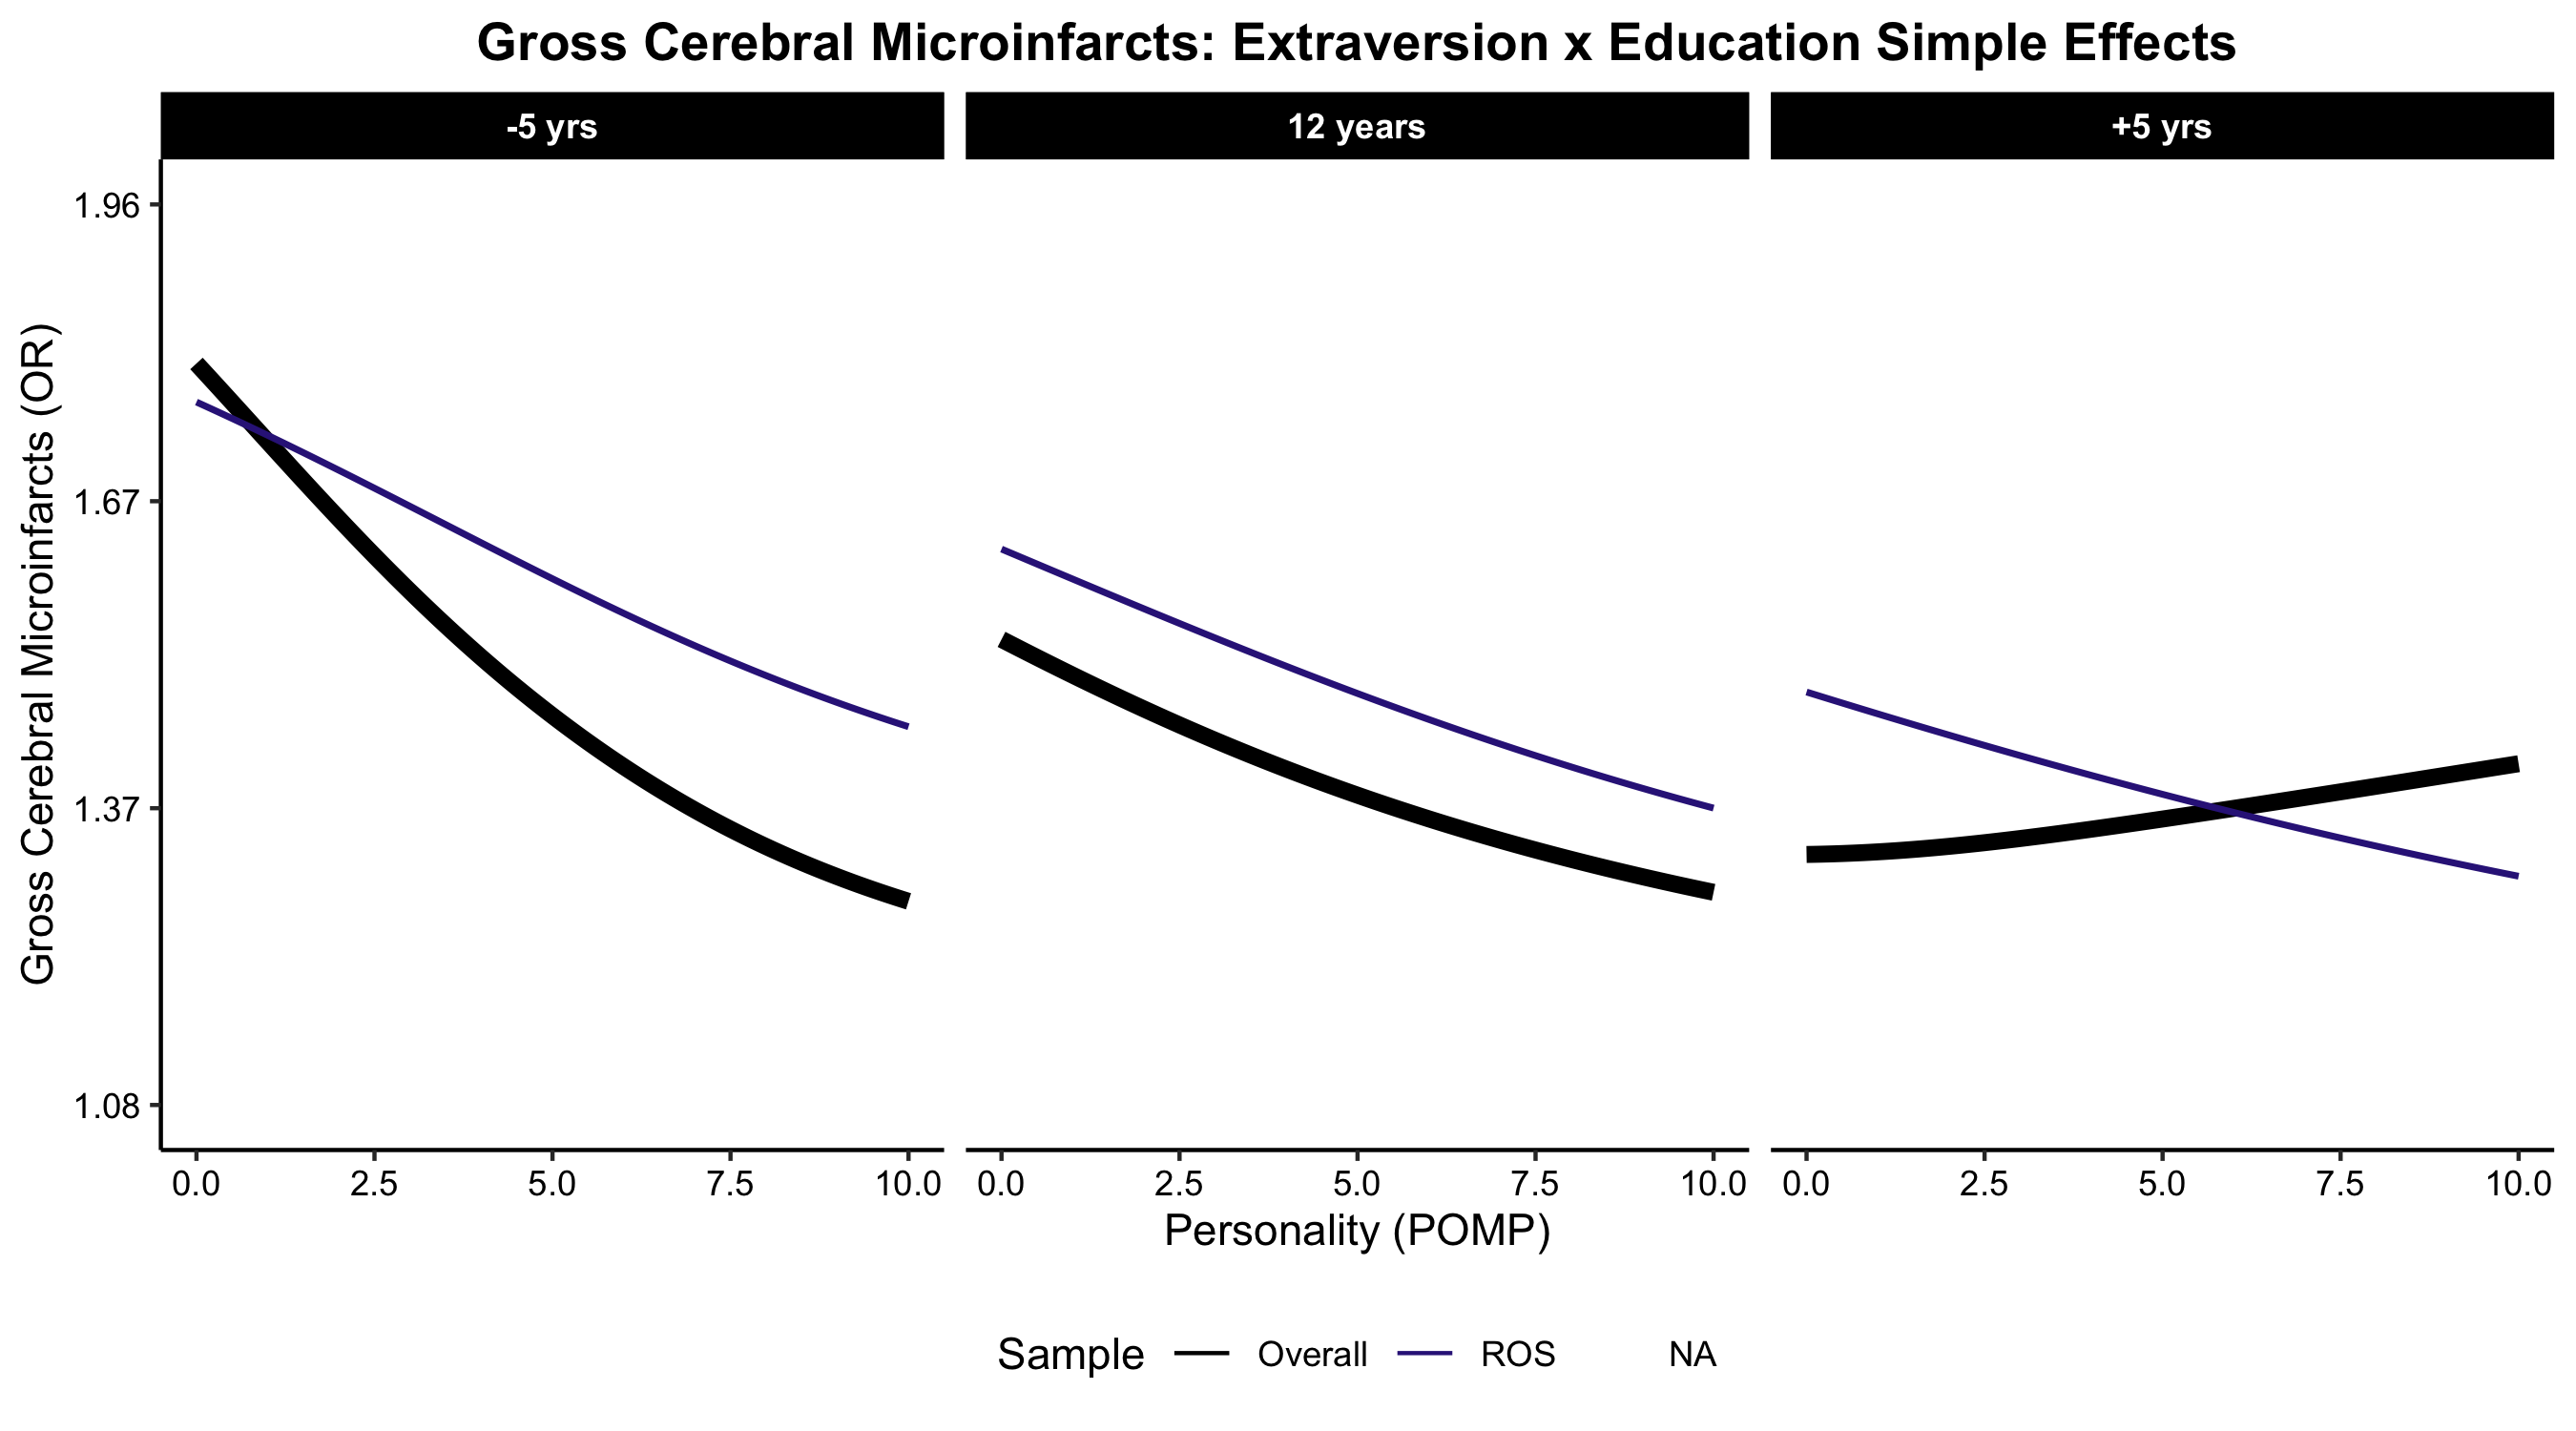 Gross Cerebral Microinfarcts: Extraversion x Education Simple Effects
-5 yrs
12 years
+5 yrs
Gross Cerebral Microinfarcts (OR)
1.96
1.67
1.37
1.08
0.0 2.5 5.0 7.5 10.0
0.0 2.5 5.0 7.5 10.0
0.0 2.5 5.0 7.5 10.0
Personality (POMP)
Sample Overall ROS NA